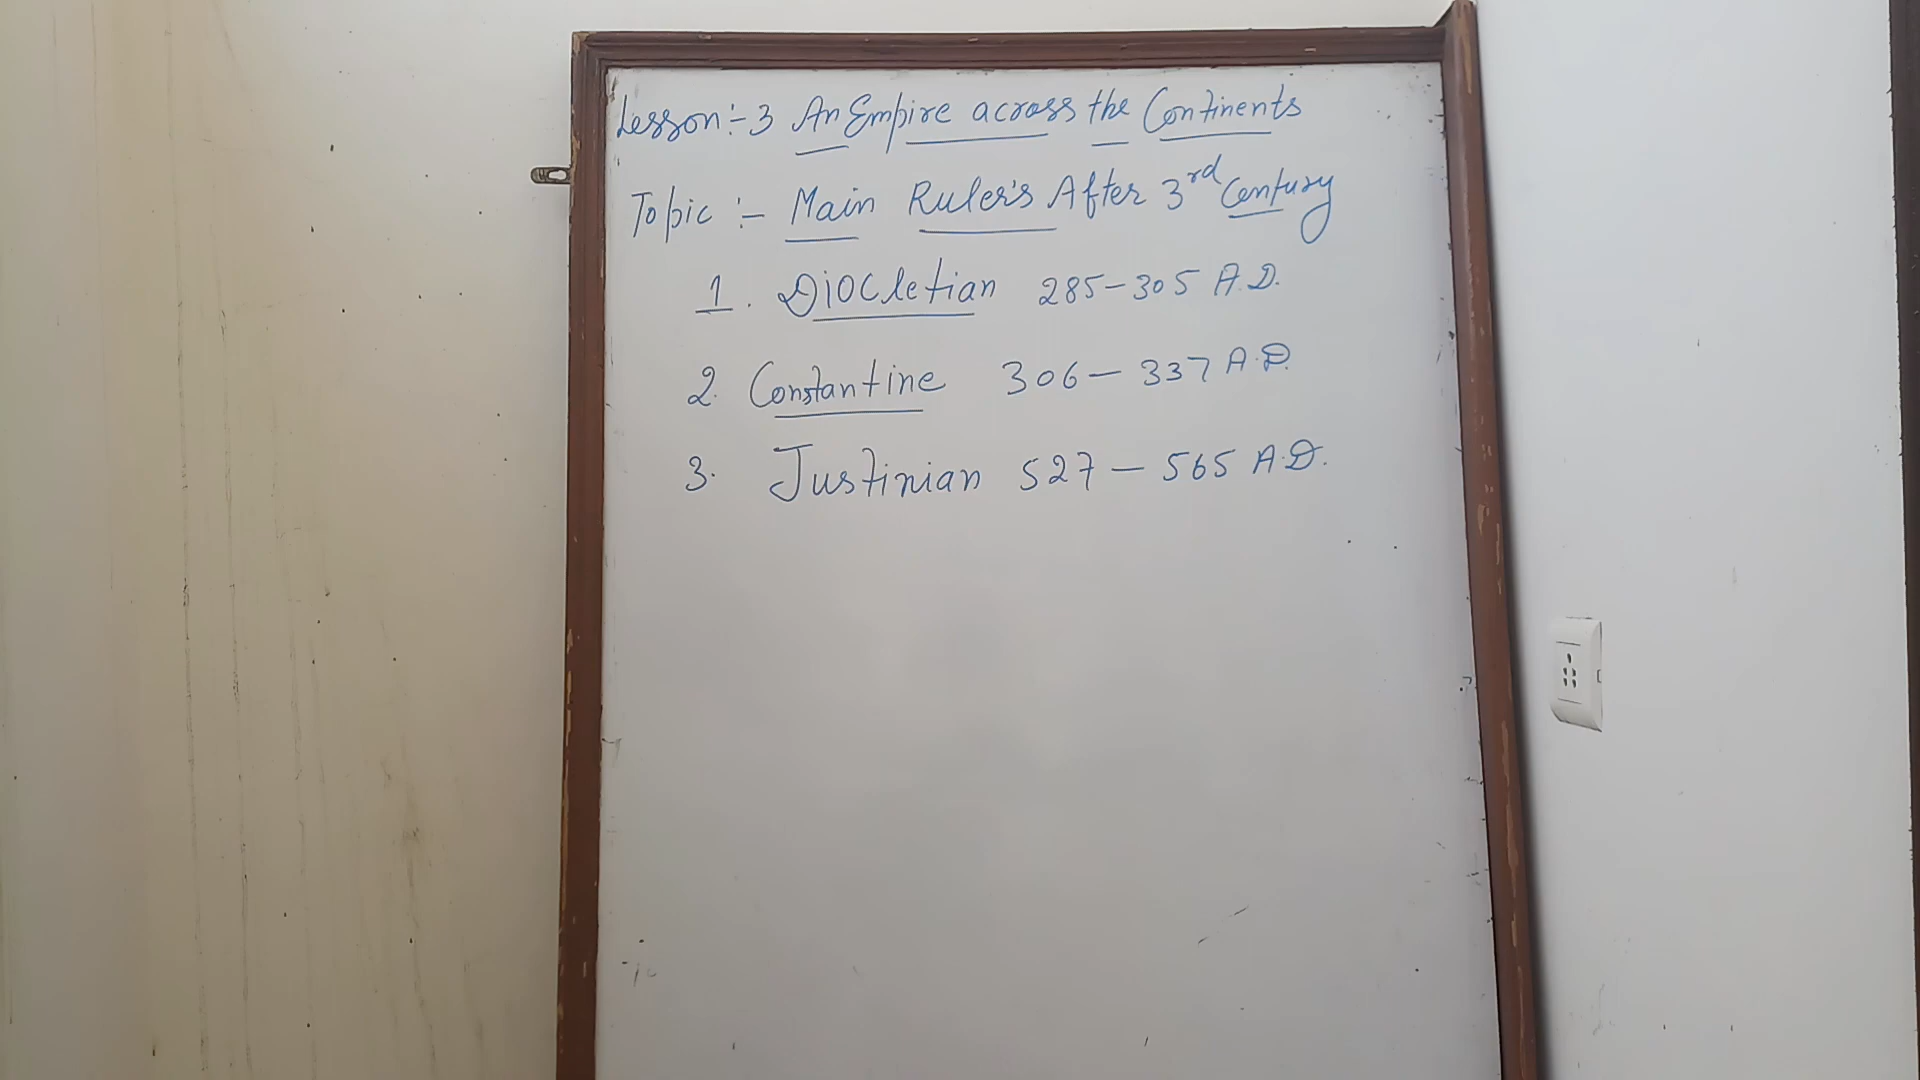 Lesson:-3 An Empire across the Continents
Topic :- Main Ruler's After 3rd Century
1. Diocletian 285-305 A.D.
2. Constantine 306 - 337 A.D.
3. Justinian 527 - 565 A.D.